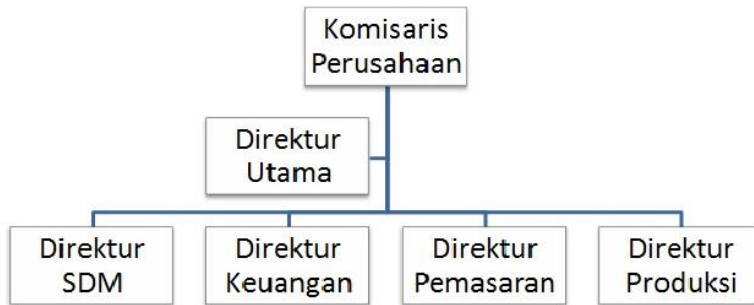 Komisaris
Perusahaan
Direktur
Utama
Direktur
SDM
Direktur
Keuangan
Direktur
Pemasaran
Direktur
Produksi